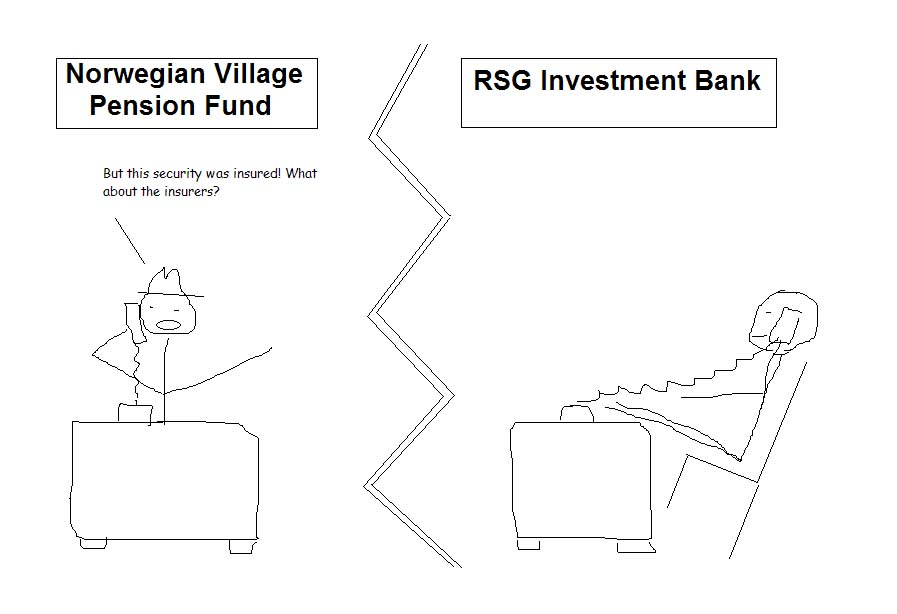 Norwegian Village
Pension Fund
RSG Investment Bank
But this security was insured! What
about the insurers?